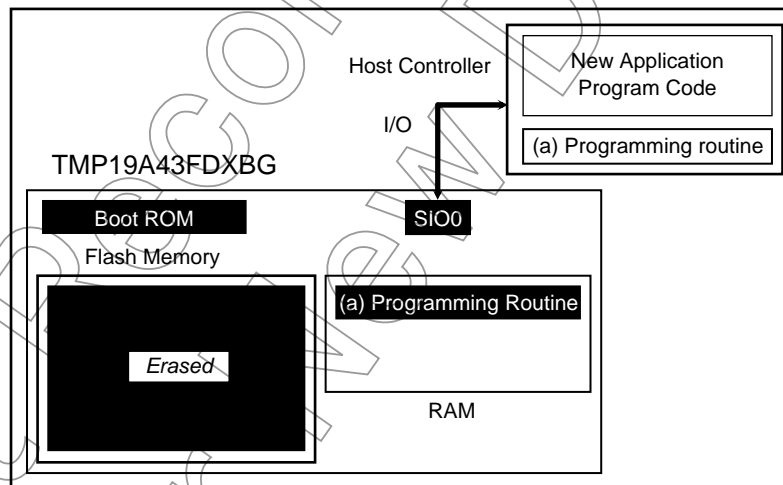 Host Controller
New Application
Program Code
I/O
(a) Programming routine
TMP19A43FDXBG
Boot ROM
SiO0
Flash Memory
(a) Programming Routine
Erased
RAM